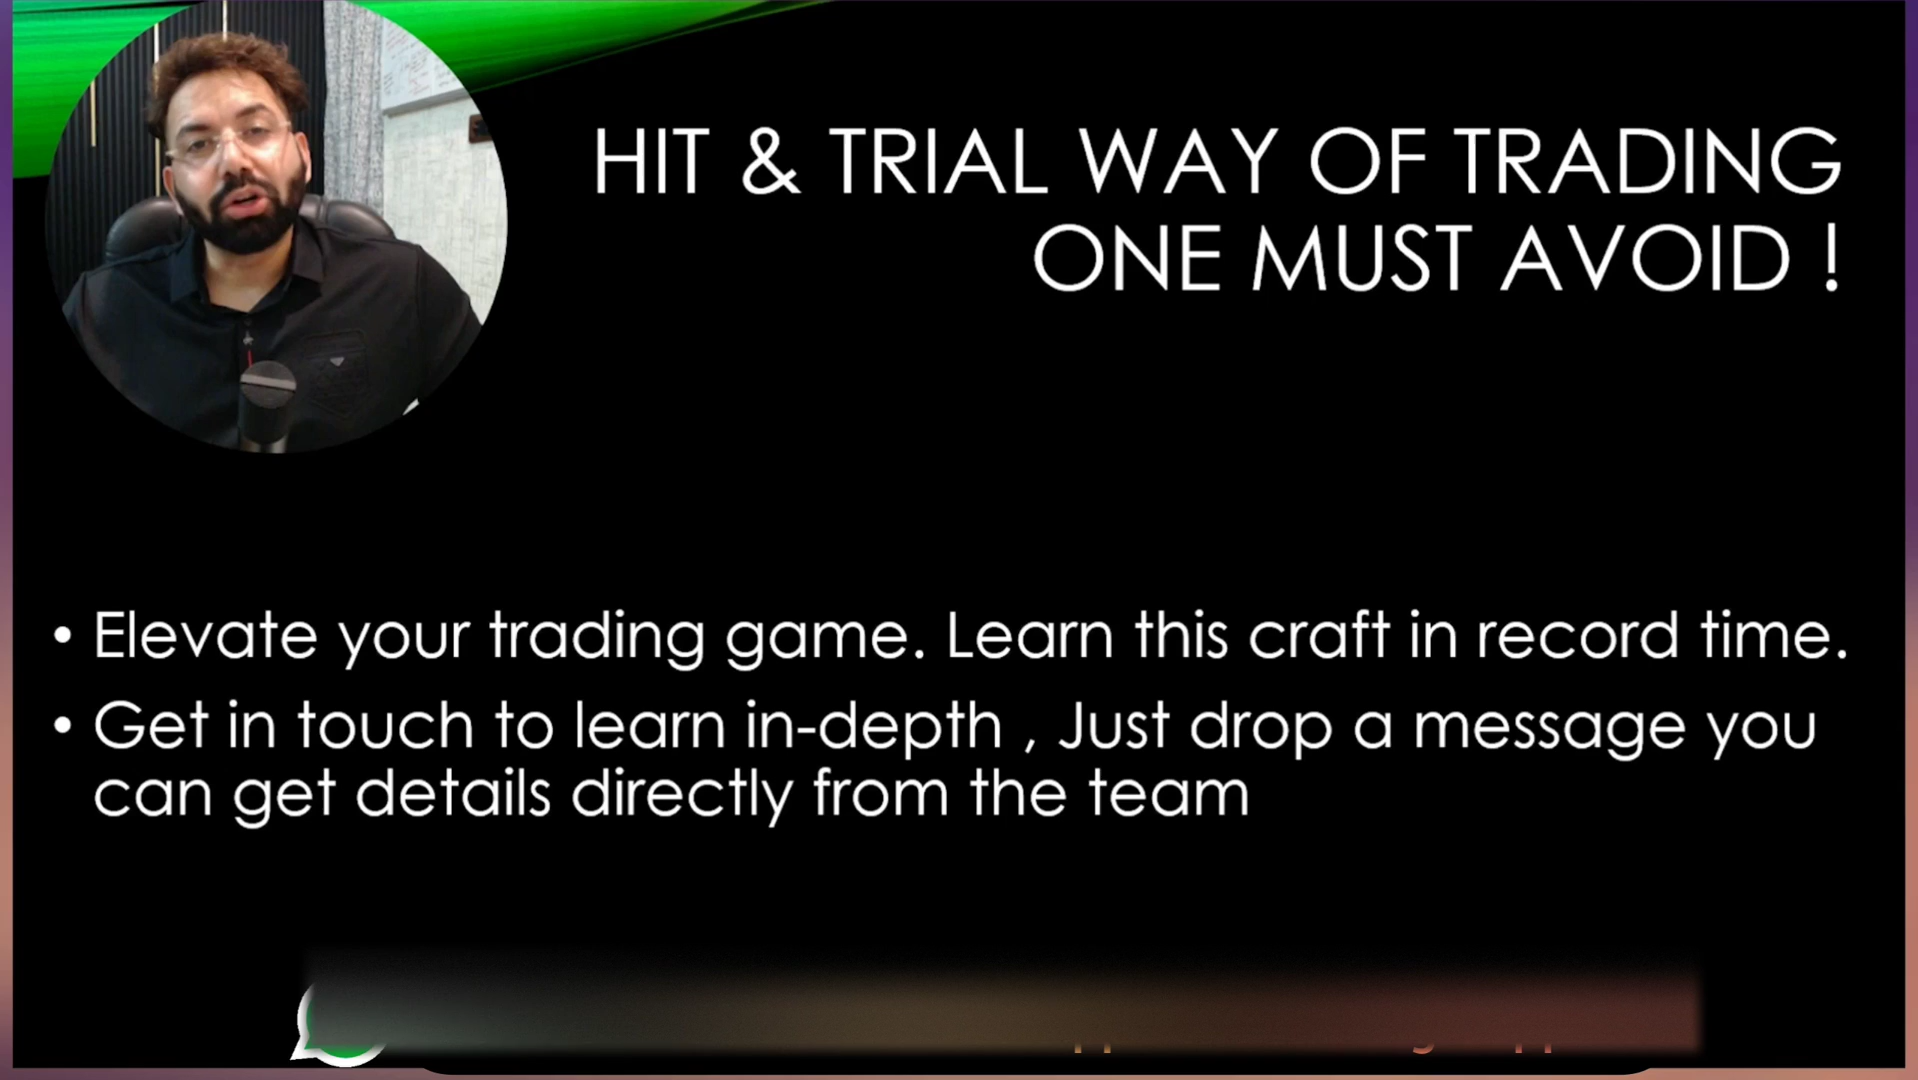 HIT & TRIAL WAY OF TRADING
ONE MUST AVOID !
• Elevate your trading game. Learn this craft in record time.
• Get in touch to learn in-depth , Just drop a message you
can get details directly from the team